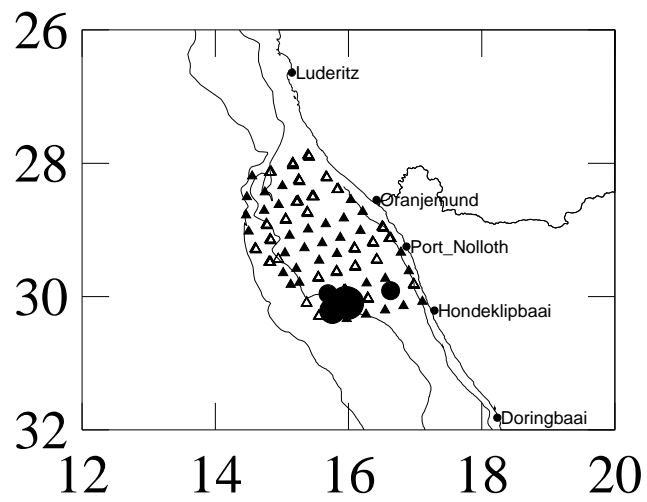 26
Luderitz
28
Oranjemund
Port_Nolloth
30
Hondeklipbaai
Doringbaai
32
12 14 16 18 20